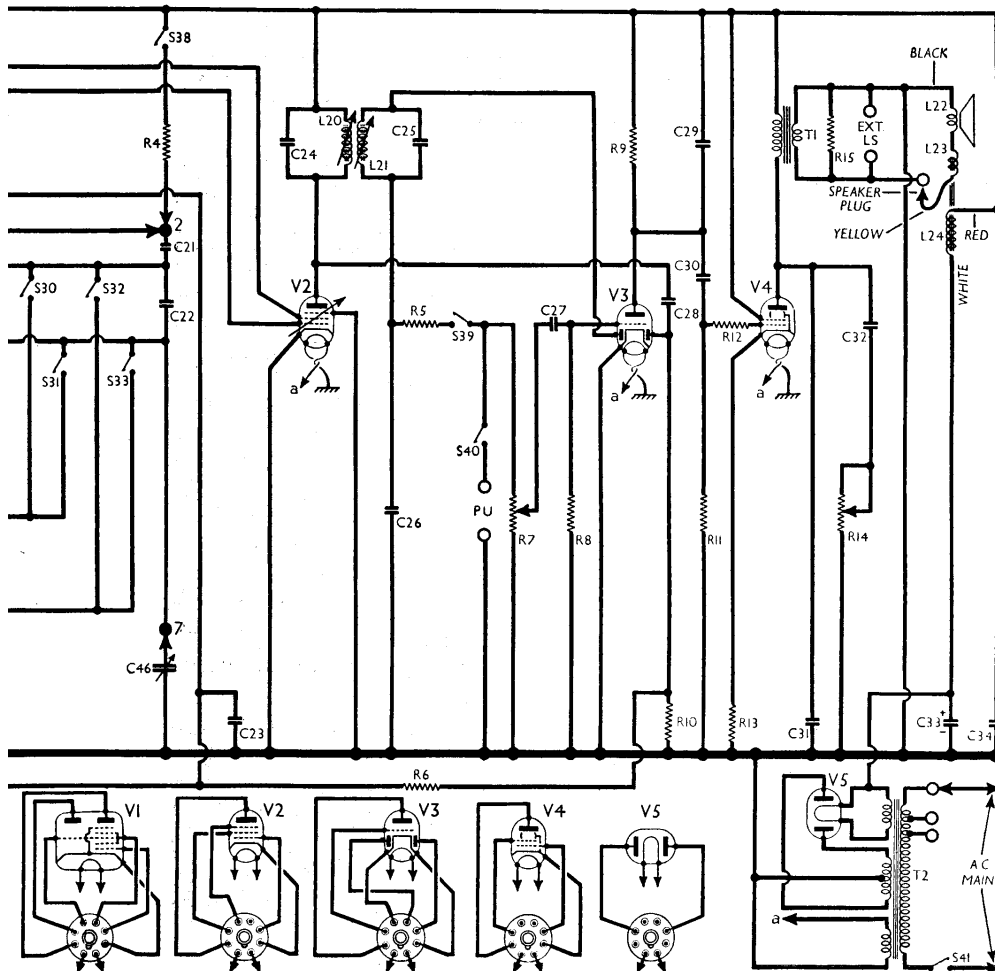 S38
BLACK
L20
L22
C24
C25
R4
R9
C29
T1
R15
EXT.
LS
L21
L23
SPEAKER
PLUG
2
C21
YELLOW
L24
RED
WHITE
S30
S32
V2
C30
V3
V4
C22
R5
C27
C28
S39
R12
C32
S31
S33
a
a
a
S40
PU
C26
R7
R8
R11
R14
7
C46
C23
R10
R13
C31
C33
+
−
C34
R6
V5
V1
V2
V3
V4
V5
T2
A.C
MAIN
a
S41